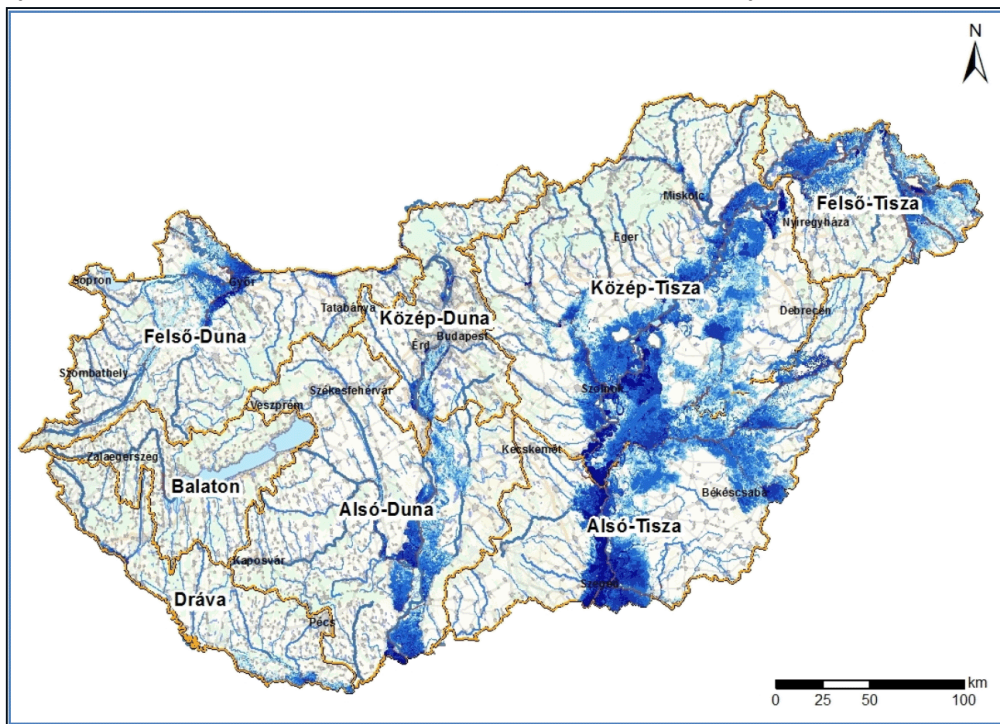 N
Miskolc
Felső-Tisza
Nyíregyháza
Eger
Sopron
Győr
Közép-Tisza
Tatabánya
Közép-Duna
Debrecen
Felső-Duna
Budapest
Érd
Szombathely
Székesfehérvár
Szolnok
Veszprém
Kecskemét
Zalaegerszeg
Balaton
Békéscsaba
Alsó-Duna
Alsó-Tisza
Kaposvár
Szeged
Dráva
Pécs
km
0 25 50 100